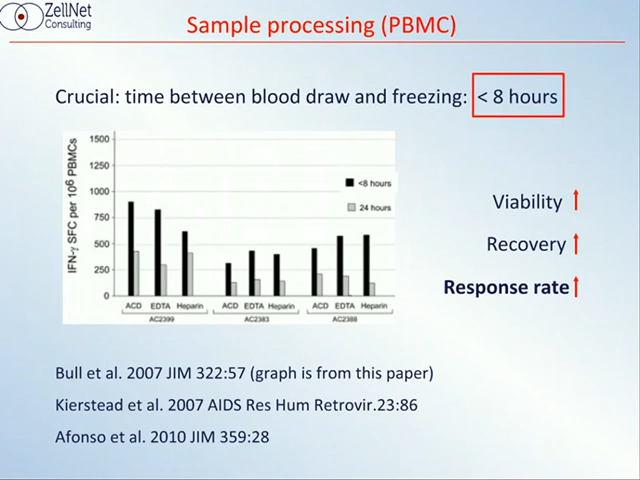 ZellNet
Consulting
Sample processing (PBMC)
Crucial: time between blood draw and freezing: < 8 hours
IFN-γ SFC per 10⁶ PBMCs
1500
1250
1000
750
500
250
0
<8 hours
24 hours
ACD EDTA Heparin ACD EDTA Heparin ACD EDTA Heparin
AC2399 AC2383 AC2388
Viability ↑
Recovery ↑
Response rate ↑
Bull et al. 2007 JIM 322:57 (graph is from this paper)
Kierstead et al. 2007 AIDS Res Hum Retrovir.23:86
Afonso et al. 2010 JIM 359:28